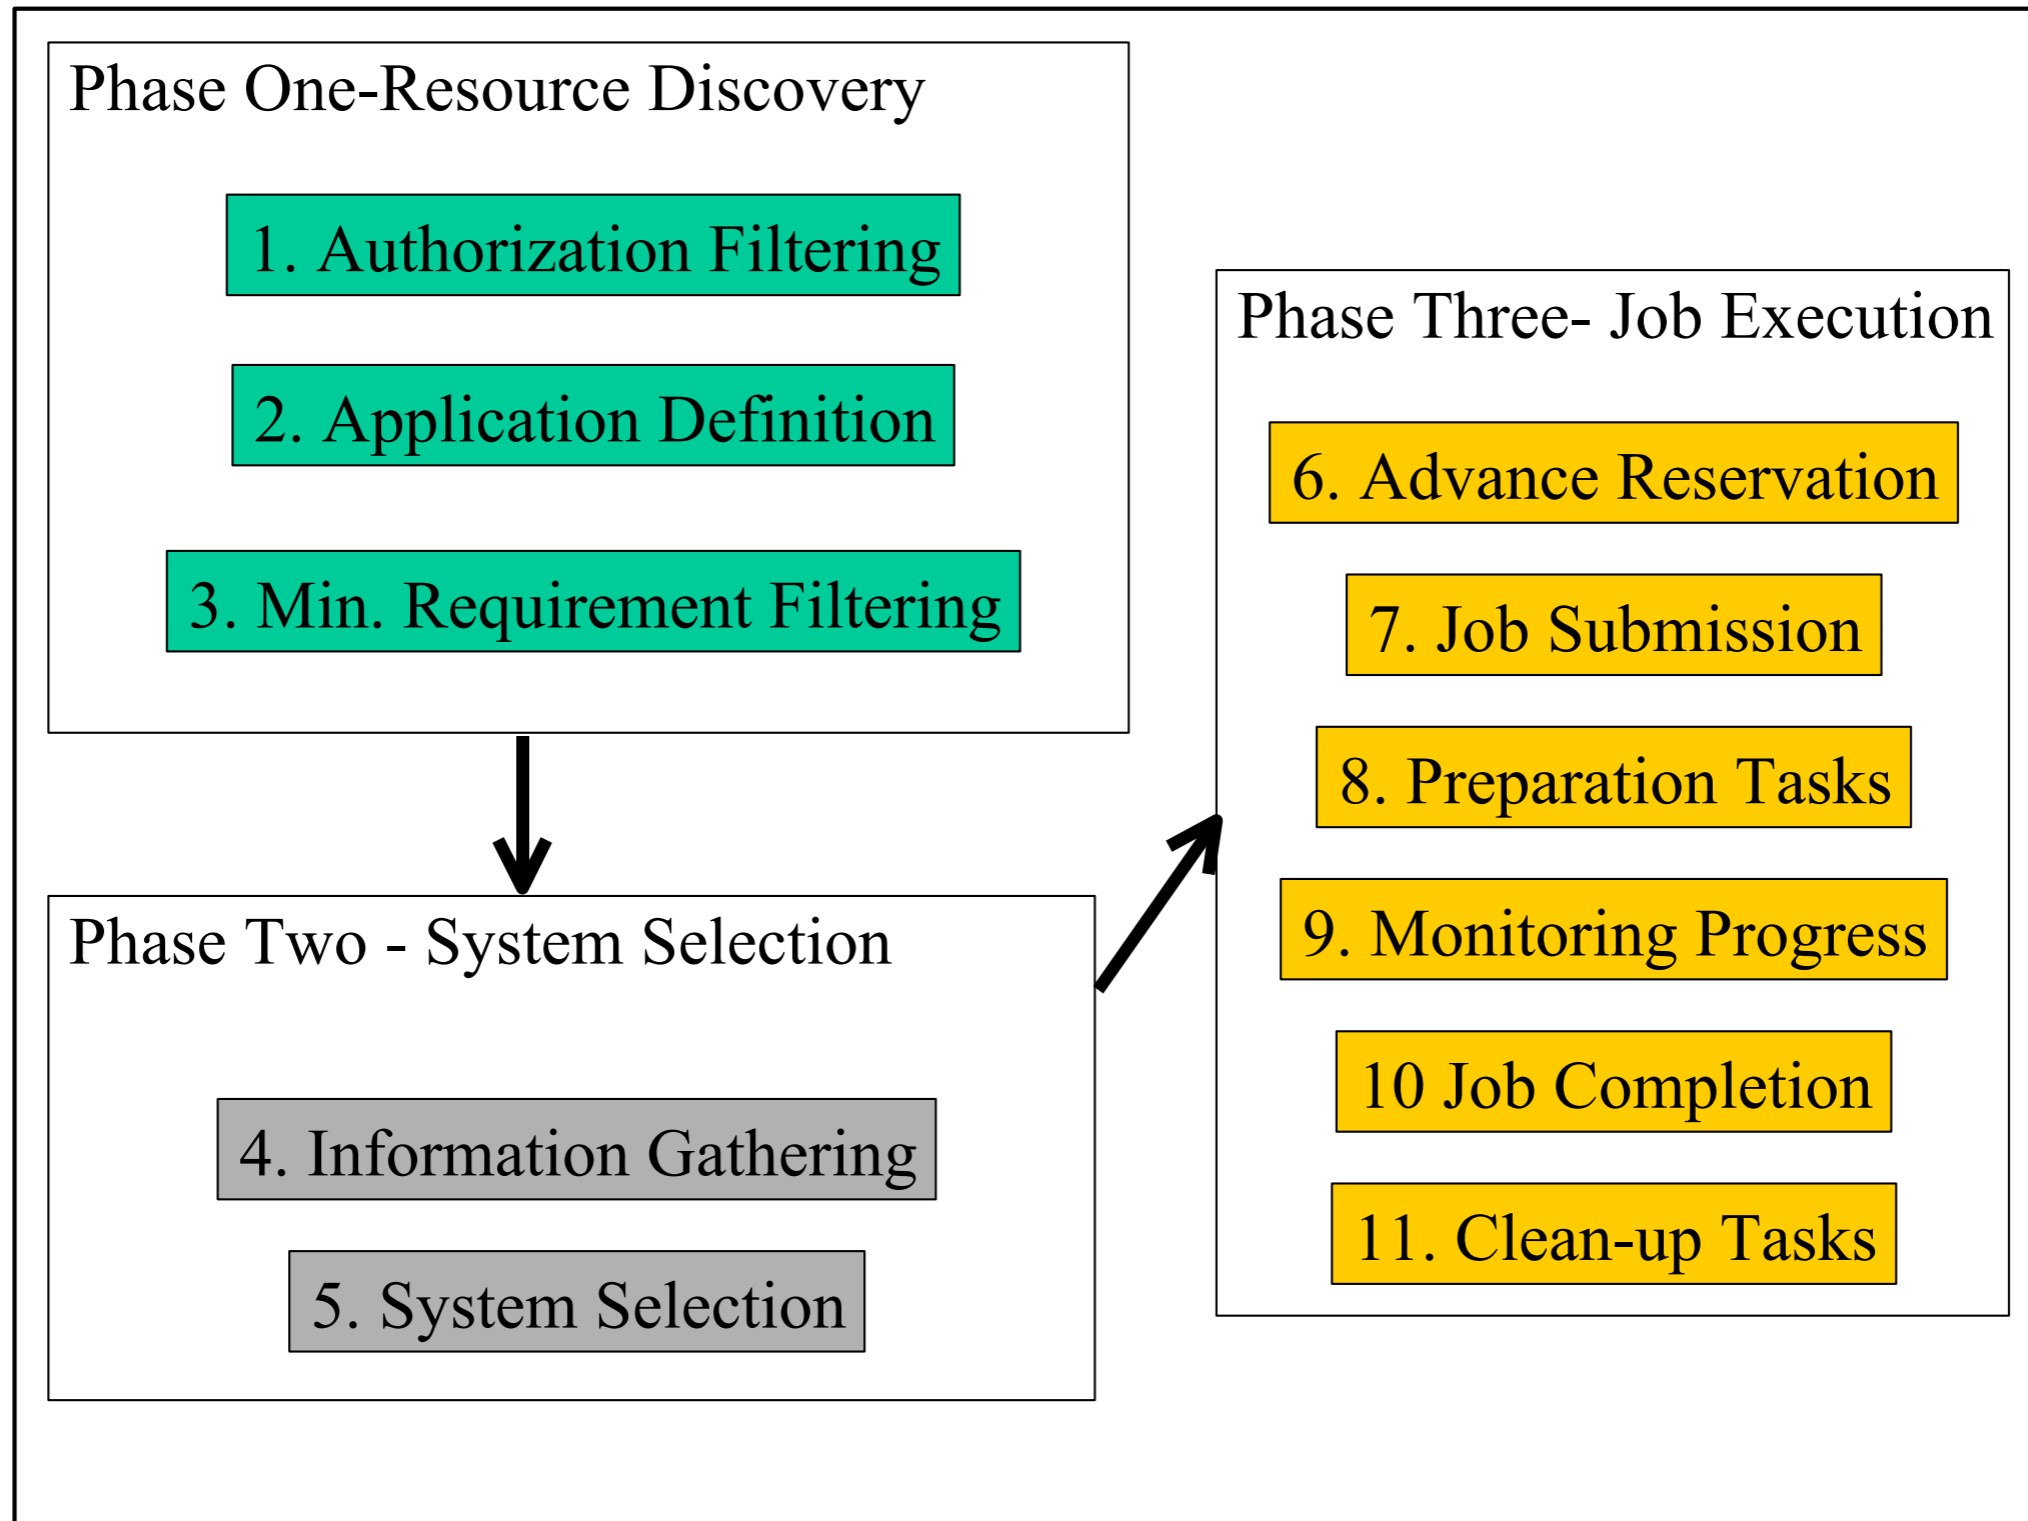 Phase One-Resource Discovery
1. Authorization Filtering
2. Application Definition
3. Min. Requirement Filtering
Phase Two - System Selection
4. Information Gathering
5. System Selection
Phase Three- Job Execution
6. Advance Reservation
7. Job Submission
8. Preparation Tasks
9. Monitoring Progress
10 Job Completion
11. Clean-up Tasks